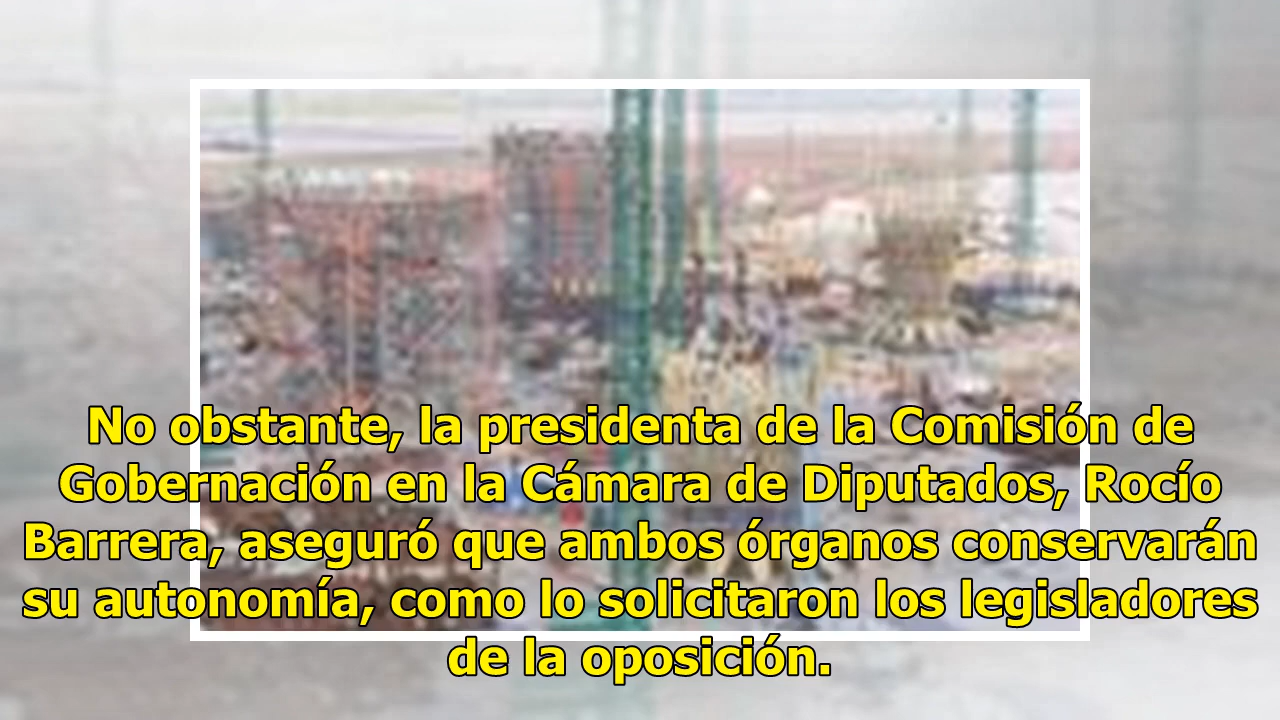 No obstante, la presidenta de la Comisión de
Gobernación en la Cámara de Diputados, Rocío
Barrera, aseguró que ambos órganos conservarán
su autonomía, como lo solicitaron los legisladores
de la oposición.